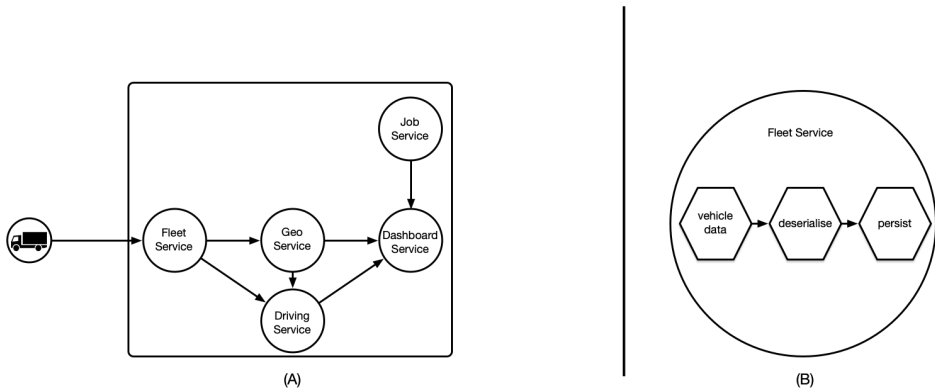 Job
Service
Fleet
Service
Geo
Service
Dashboard
Service
Driving
Service
(A)
Fleet Service
vehicle
data
deserialise
persist
(B)